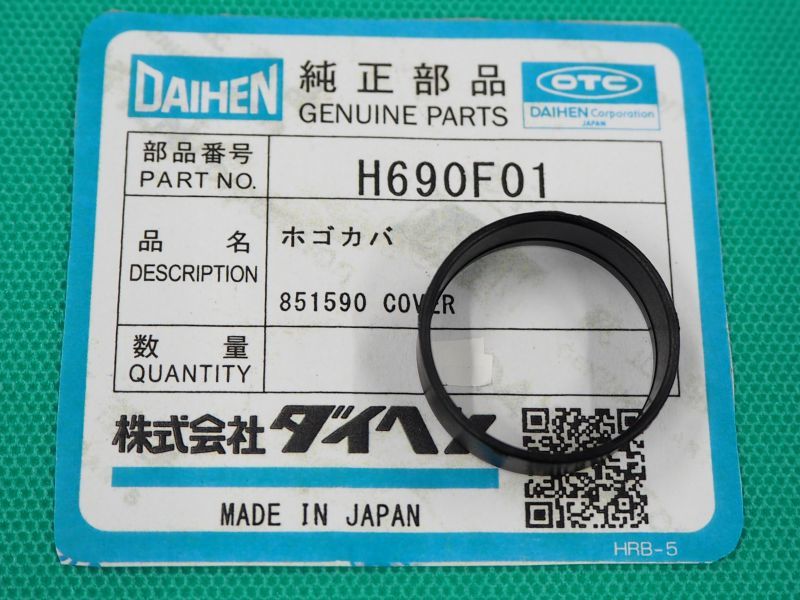 DAIHEN
純正部品
GENUINE PARTS
OTC
DAIHEN Corporation
JAPAN
部品番号
PART NO.
H690F01
品名
DESCRIPTION
ホゴカバ
851590 COVER
数量
QUANTITY
株式会社ダイヘン
MADE IN JAPAN
HRB-5